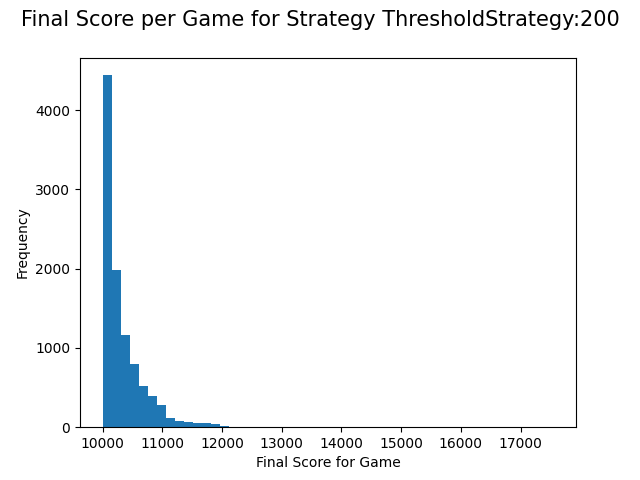 Final Score per Game for Strategy ThresholdStrategy:200
4000
3000
2000
1000
0
Frequency
10000 11000 12000 13000 14000 15000 16000 17000
Final Score for Game